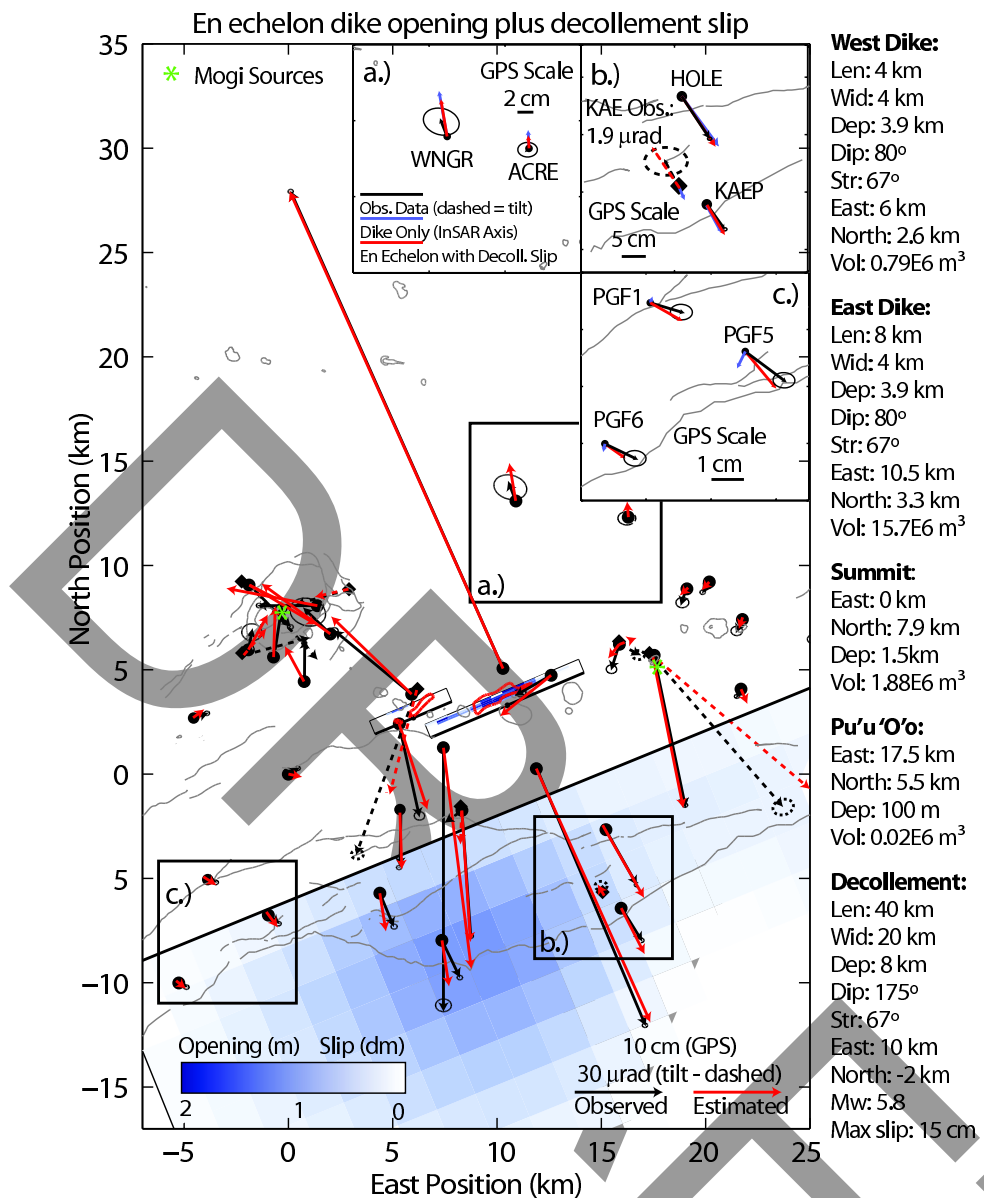 En echelon dike opening plus decollement slip
35
30
25
20
15
10
5
0
5
−10
−15
North Position (km)
−5
0
5
10
15
20
25
East Position (km)
Mogi Sources
a.)
GPS Scale
2 cm
WNGR
ACRE
Obs. Data (dashed = tilt)
Dike Only (InSAR Axis)
En Echelon with Decoll. Slip
b.)
HOLE
KAE Obs.:
1.9 µrad
KAEP
GPS Scale
5 cm
c.)
PGF1
PGF5
PGF6
GPS Scale
1 cm
a.)
b.)
c.)
Opening (m) Slip (dm)
2
1
0
10 cm (GPS)
30 µrad (tilt - dashed)
Observed
Estimated
West Dike:
Len: 4 km
Wid: 4 km
Dep: 3.9 km
Dip: 80º
Str: 67º
East: 6 km
North: 2.6 km
Vol: 0.79E6 m³
East Dike:
Len: 8 km
Wid: 4 km
Dep: 3.9 km
Dip: 80º
Str: 67º
East: 10.5 km
North: 3.3 km
Vol: 15.7E6 m³
Summit:
East: 0 km
North: 7.9 km
Dep: 1.5km
Vol: 1.88E6 m³
Pu'u 'O'o:
East: 17.5 km
North: 5.5 km
Dep: 100 m
Vol: 0.02E6 m³
Decollement:
Len: 40 km
Wid: 20 km
Dep: 8 km
Dip: 175º
Str: 67º
East: 10 km
North: -2 km
Mw: 5.8
Max slip: 15 cm